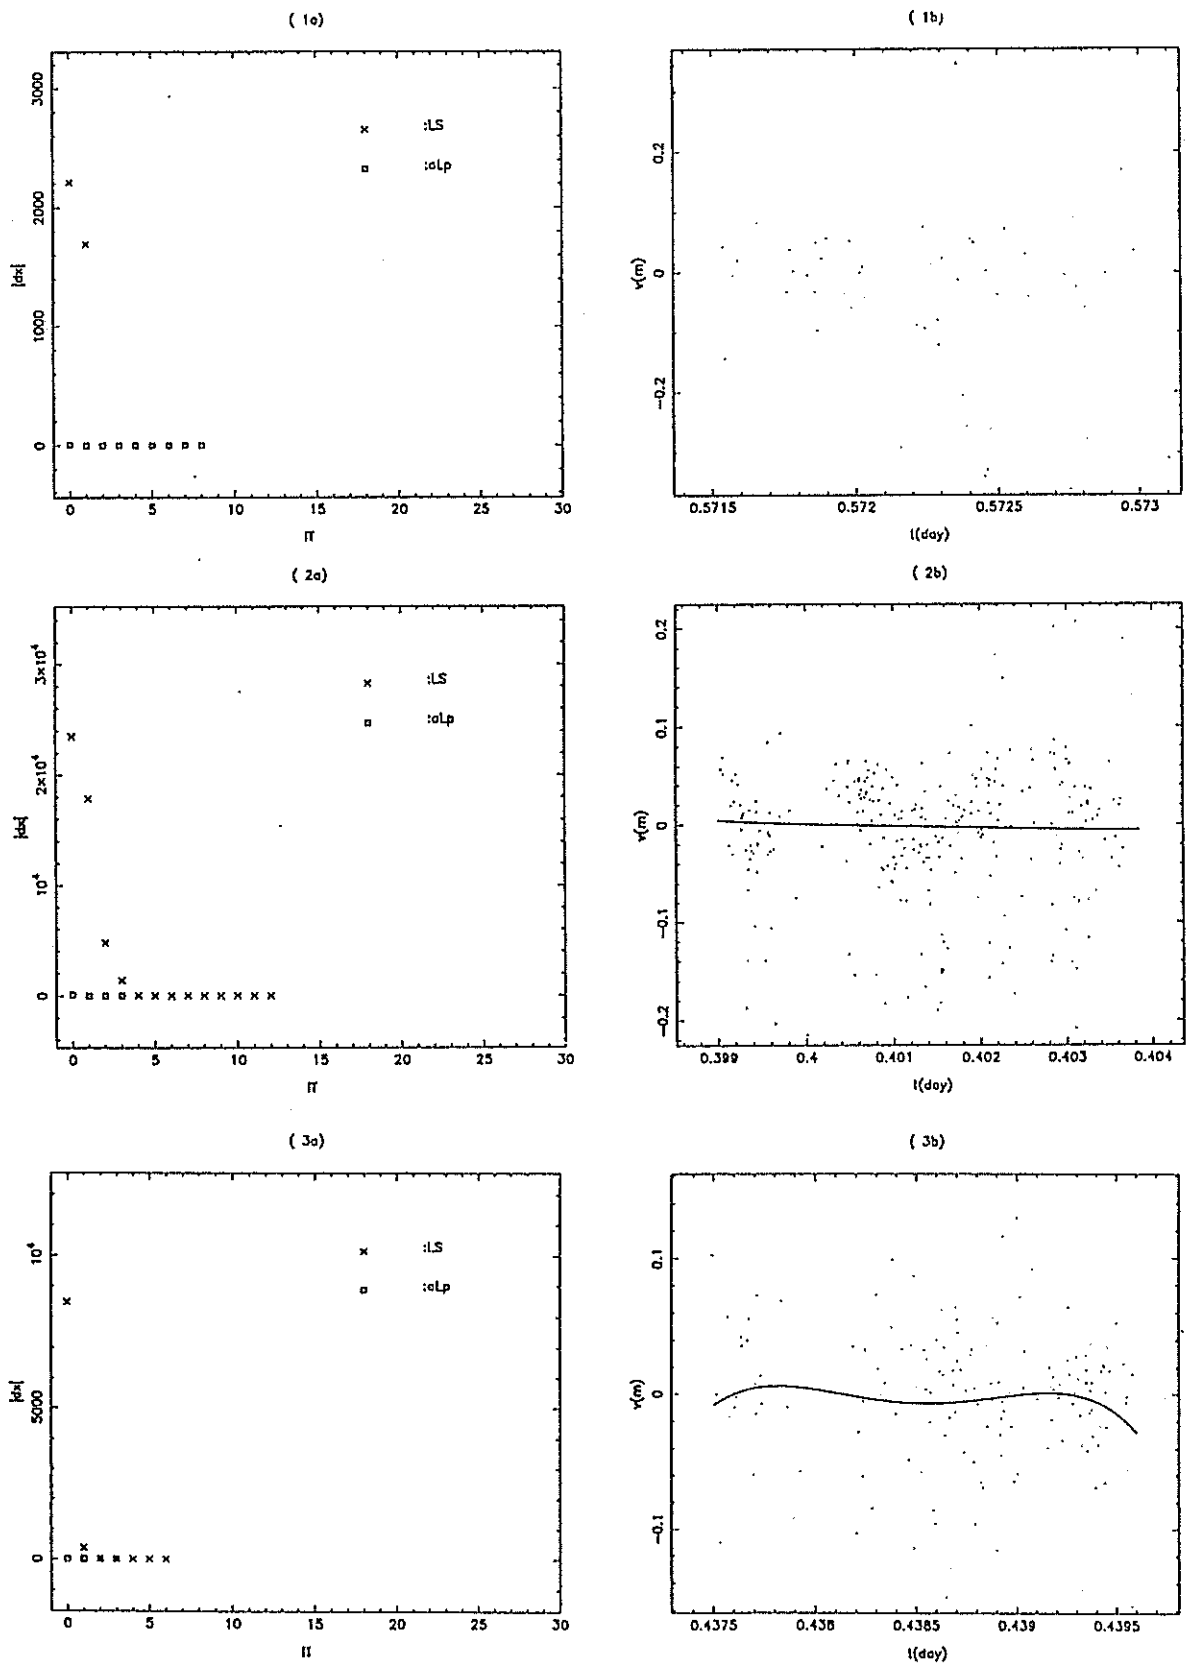 ( 1a)
3000
2000
1000
0
|dx|
× :LS
□ :aLp
0 5 10 15 20 25 30
IT
( 1b)
0.2
0
−0.2
v(m)
0.5715 0.572 0.5725 0.573
t(day)
( 2a)
3×10⁴
2×10⁴
10⁴
0
|dx|
× :LS
□ :aLp
0 5 10 15 20 25 30
IT
( 2b)
0.2
0.1
0
−0.1
−0.2
v(m)
0.399 0.4 0.401 0.402 0.403 0.404
t(day)
( 3a)
10⁴
5000
0
|dx|
× :LS
□ :aLp
0 5 10 15 20 25 30
IT
( 3b)
0.1
0
−0.1
v(m)
0.4375 0.438 0.4385 0.439 0.4395
t(day)